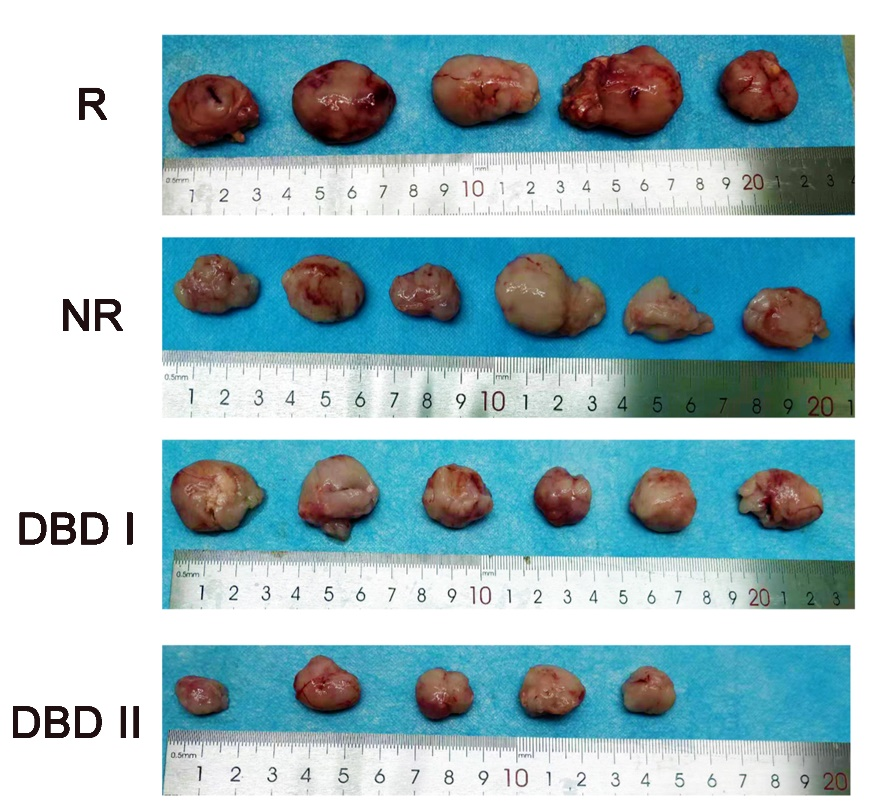 R
0.5mm 1 2 3 4 5 6 7 8 9 10 mm 1 2 3 4 5 6 7 8 9 20 1 2 3 4
NR
0.5mm 1 2 3 4 5 6 7 8 9 10 mm 1 2 3 4 5 6 7 8 9 20 1
DBD I
0.5mm 1 2 3 4 5 6 7 8 9 10 mm 1 2 3 4 5 6 7 8 9 20 1 2 3
DBD II
0.5mm 1 2 3 4 5 6 7 8 9 10 mm 1 2 3 4 5 6 7 8 9 20